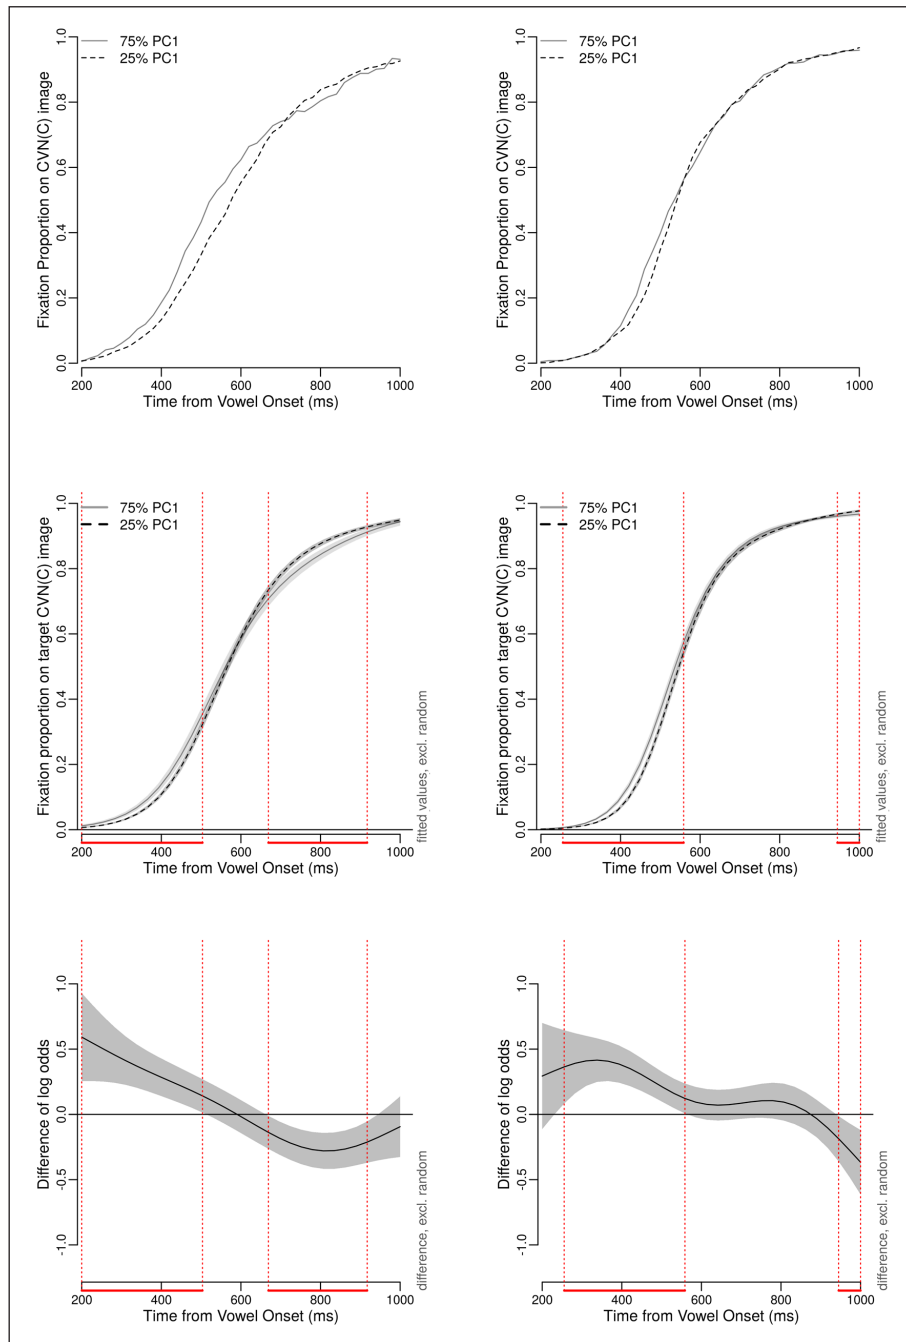 75% PC1
25% PC1
Fixation Proportion on CVN(C) image
0.0 0.2 0.4 0.6 0.8 1.0
200 400 600 800 1000
Time from Vowel Onset (ms)
75% PC1
25% PC1
Fixation Proportion on CVN(C) image
0.0 0.2 0.4 0.6 0.8 1.0
200 400 600 800 1000
Time from Vowel Onset (ms)
75% PC1
25% PC1
Fixation proportion on target CVN(C) image
0.0 0.2 0.4 0.6 0.8 1.0
200 400 600 800 1000
Time from Vowel Onset (ms)
fitted values, excl. random
75% PC1
25% PC1
Fixation proportion on target CVN(C) image
0.0 0.2 0.4 0.6 0.8 1.0
200 400 600 800 1000
Time from Vowel Onset (ms)
fitted values, excl. random
Difference of log odds
-1.0 -0.5 0.0 0.5 1.0
200 400 600 800 1000
Time from Vowel Onset (ms)
difference, excl. random
Difference of log odds
-1.0 -0.5 0.0 0.5 1.0
200 400 600 800 1000
Time from Vowel Onset (ms)
difference, excl. random